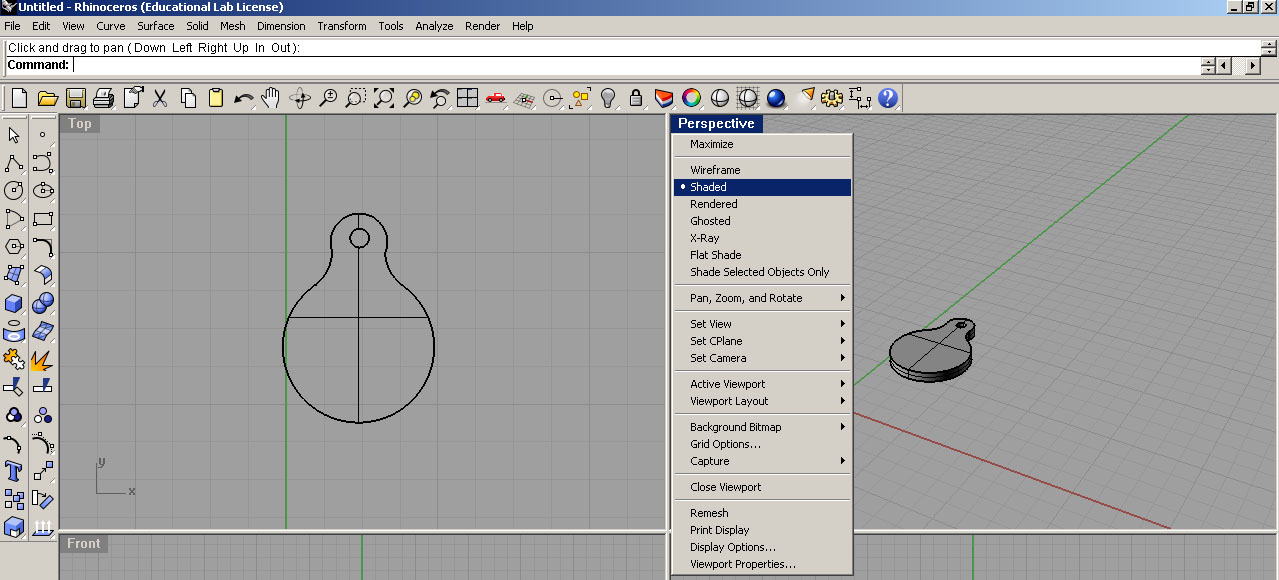 Untitled - Rhinoceros (Educational Lab License)
File Edit View Curve Surface Solid Mesh Dimension Transform Tools Analyze Render Help
Click and drag to pan ( Down Left Right Up In Out ):
Command:
Top
Perspective
Maximize
Wireframe
Shaded
Rendered
Ghosted
X-Ray
Flat Shade
Shade Selected Objects Only
Pan, Zoom, and Rotate
Set View
Set CPlane
Set Camera
Active Viewport
Viewport Layout
Background Bitmap
Grid Options...
Capture
Close Viewport
Remesh
Print Display
Display Options...
Viewport Properties...
y
x
Front